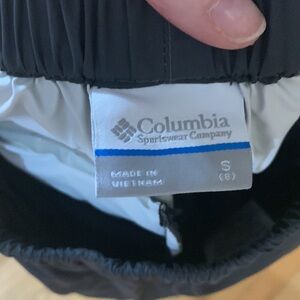 Columbia
Sportswear Company
S
(8)
MADE IN
VIETNAM